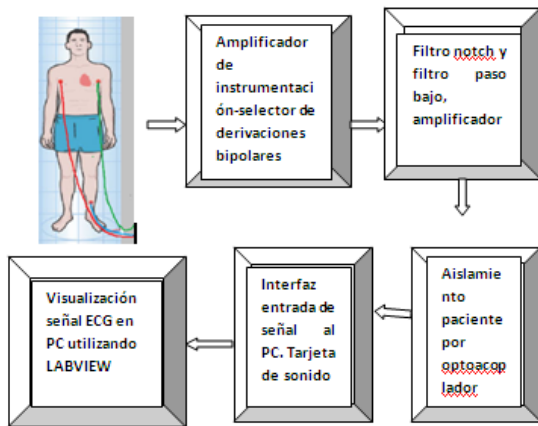 Amplificador
de
instrumentaci
ón-selector de
derivaciones
bipolares
Filtro notch y
filtro paso
bajo,
amplificador
Aislamie
nto
paciente
por
optoacop
lador
Interfaz
entrada de
señal al
PC. Tarjeta
de sonido
Visualización
señal ECG en
PC utilizando
LABVIEW